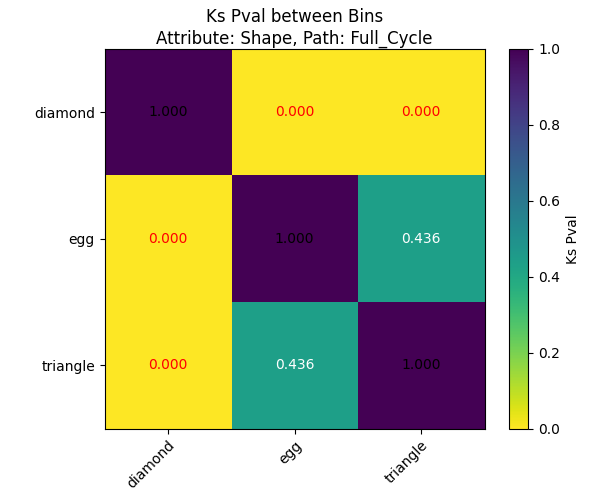 Ks Pval between Bins
Attribute: Shape, Path: Full_Cycle
diamond 1.000 0.000 0.000
egg 0.000 1.000 0.436
triangle 0.000 0.436 1.000
diamond egg triangle
1.0
0.8
0.6
0.4
0.2
0.0
Ks Pval